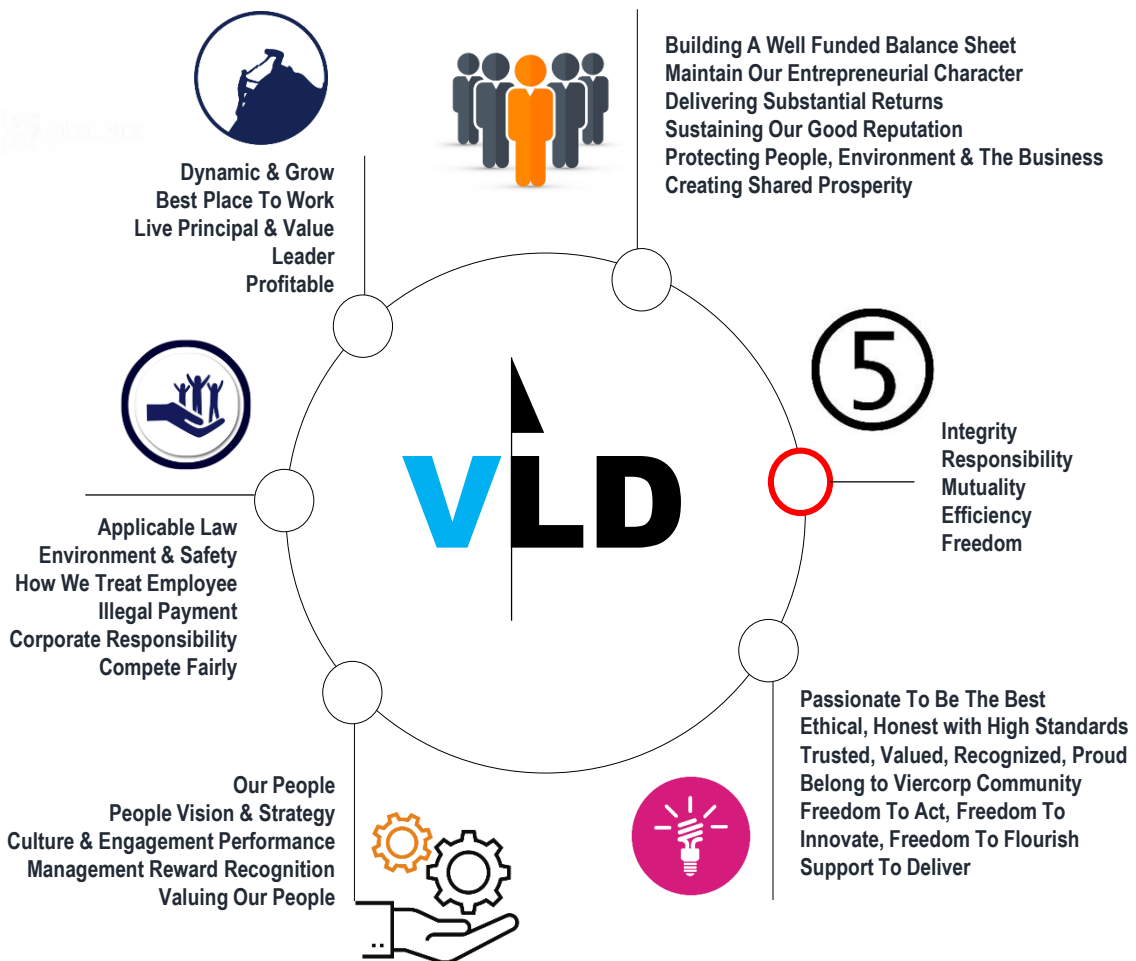 Building A Well Funded Balance Sheet
Maintain Our Entrepreneurial Character
Delivering Substantial Returns
Sustaining Our Good Reputation
Protecting People, Environment & The Business
Creating Shared Prosperity
Dynamic & Grow
Best Place To Work
Live Principal & Value
Leader
Profitable
5
Integrity
Responsibility
Mutuality
Efficiency
Freedom
VLD
Applicable Law
Environment & Safety
How We Treat Employee
Illegal Payment
Corporate Responsibility
Compete Fairly
Passionate To Be The Best
Ethical, Honest with High Standards
Trusted, Valued, Recognized, Proud
Belong to Viercorp Community
Freedom To Act, Freedom To
Innovate, Freedom To Flourish
Support To Deliver
Our People
People Vision & Strategy
Culture & Engagement Performance
Management Reward Recognition
Valuing Our People